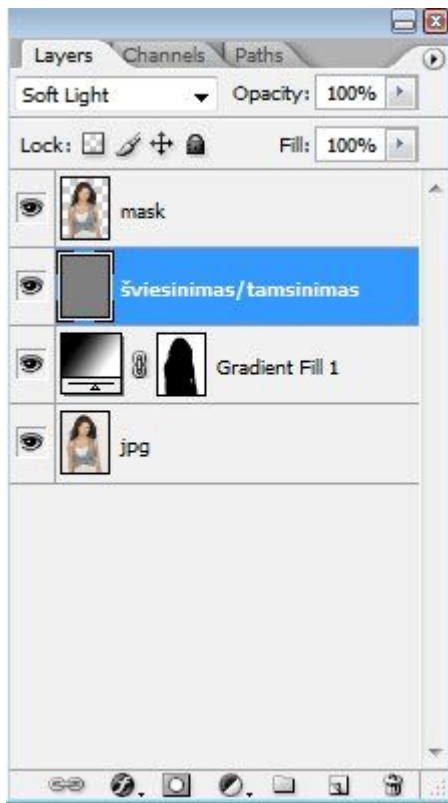 Layers Channels Paths
Soft Light Opacity: 100%
Lock: Fill: 100%
mask
šviesinimas/tamsinimas
Gradient Fill 1
jpg